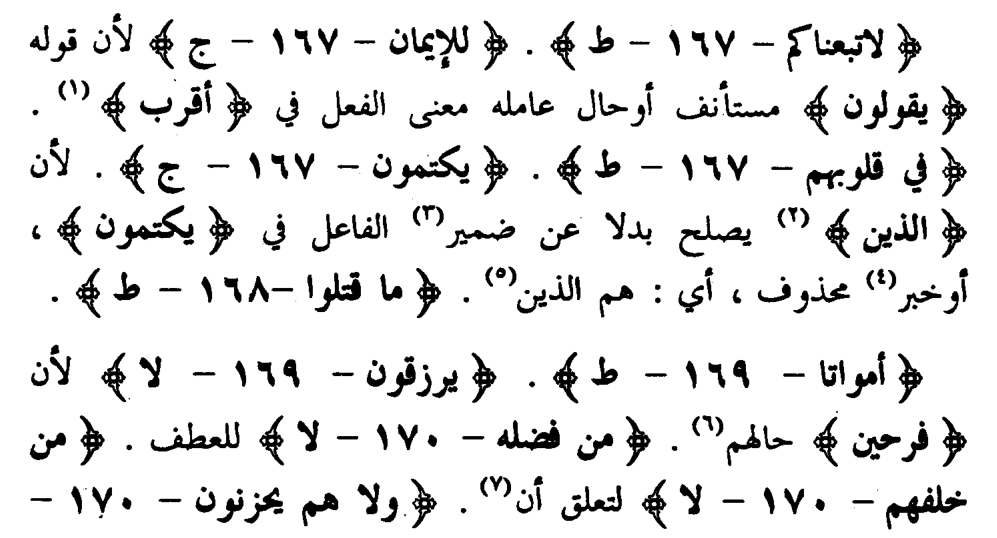 ﴿ لاتبعناكم – ١٦٧ – ط ﴾ . ﴿ للإيمان – ١٦٧ – ج ﴾ لأن قوله
﴿ يقولون ﴾ مستأنف أوحال عامله معنى الفعل في ﴿ أقرب ﴾ (١) .
﴿ في قلوبهم – ١٦٧ – ط ﴾ . ﴿ يكتمون – ١٦٧ – ج ﴾ . لأن
﴿ الذين ﴾ (٢) يصلح بدلا عن ضمير(٣) الفاعل في ﴿ يكتمون ﴾ ،
أوخبر(٤) محذوف ، أي : هم الذين(٥) . ﴿ ما قتلوا –١٦٨ – ط ﴾ .
﴿ أمواتا – ١٦٩ – ط ﴾ . ﴿ يرزقون – ١٦٩ – لا ﴾ لأن
﴿ فرحين ﴾ حالهم(٦) . ﴿ من فضله – ١٧٠ – لا ﴾ للعطف . ﴿ من
خلفهم – ١٧٠ – لا ﴾ لتعلق أن(٧) . ﴿ ولا هم يحزنون – ١٧٠ –